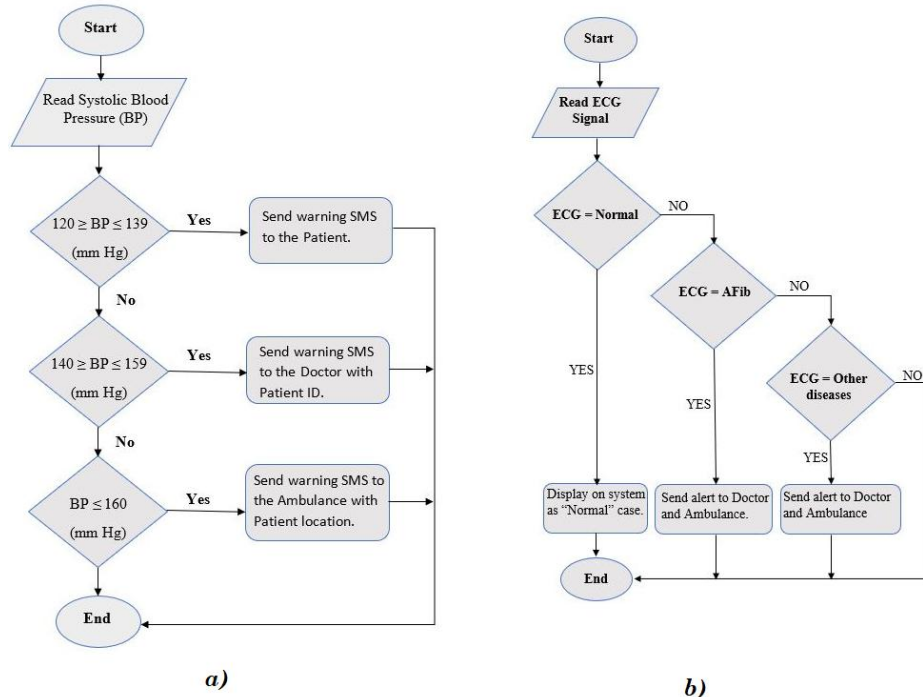 Start
Read Systolic Blood
Pressure (BP)
120 ≥ BP ≤ 139
(mm Hg)
Yes
Send warning SMS
to the Patient.
No
140 ≥ BP ≤ 159
(mm Hg)
Yes
Send warning SMS
to the Doctor with
Patient ID.
No
BP ≤ 160
(mm Hg)
Yes
Send warning SMS to
the Ambulance with
Patient location.
End
a)
Start
Read ECG
Signal
ECG = Normal
NO
YES
ECG = AFib
NO
YES
ECG = Other
diseases
NO
YES
Display on system
as “Normal” case.
Send alert to Doctor
and Ambulance.
Send alert to Doctor
and Ambulance
End
b)